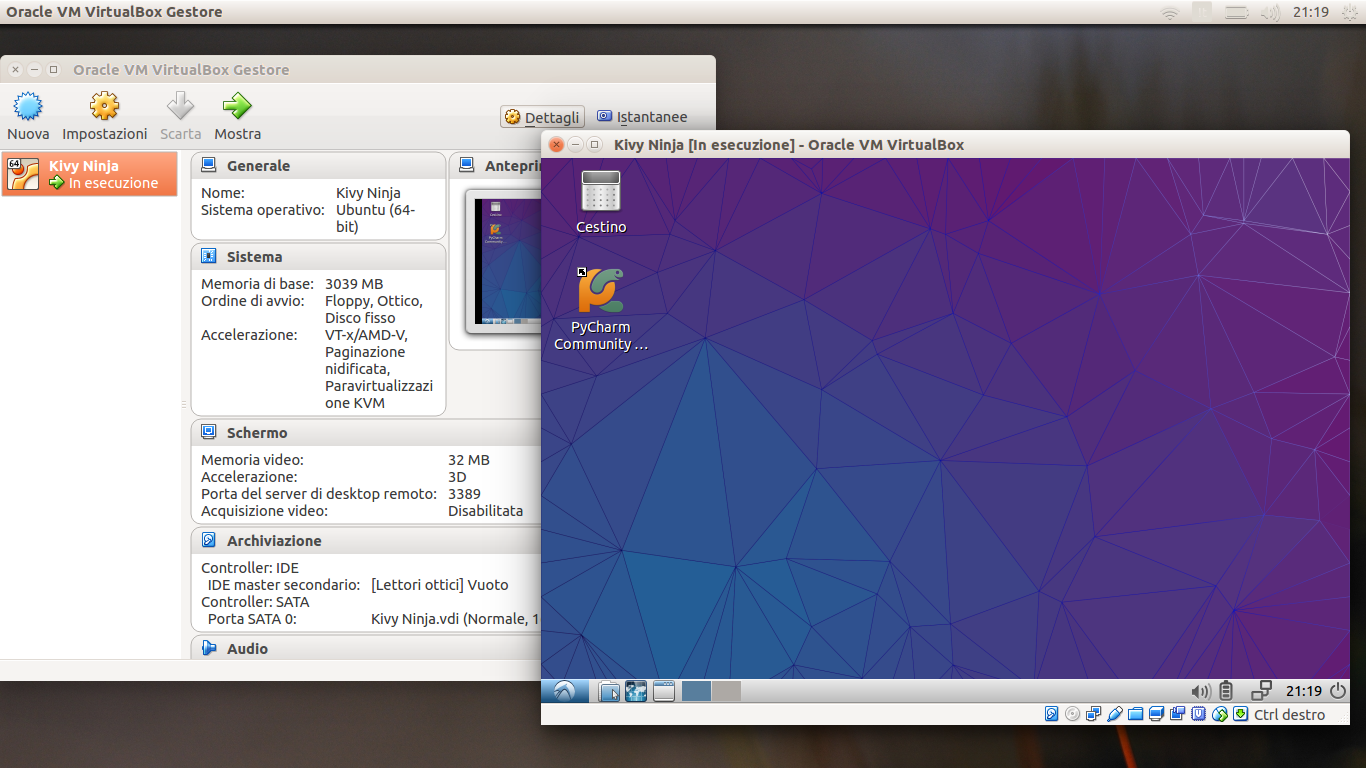 Oracle VM VirtualBox Gestore
21:19
Oracle VM VirtualBox Gestore
Nuova
Impostazioni
Scarta
Mostra
Dettagli
Istantanee
64
Kivy Ninja
In esecuzione
Generale
Nome: Kivy Ninja
Sistema operativo: Ubuntu (64-
bit)
Sistema
Memoria di base: 3039 MB
Ordine di avvio: Floppy, Ottico,
Disco fisso
Accelerazione: VT-x/AMD-V,
Paginazione
nidificata,
Paravirtualizzazi
one KVM
Schermo
Memoria video: 32 MB
Accelerazione: 3D
Porta del server di desktop remoto: 3389
Acquisizione video: Disabilitata
Archiviazione
Controller: IDE
IDE master secondario: [Lettori ottici] Vuoto
Controller: SATA
Porta SATA 0: Kivy Ninja.vdi (Normale, 1
Audio
Antepri
Kivy Ninja [In esecuzione] - Oracle VM VirtualBox
Cestino
PyCharm
Community ...
21:19
Ctrl destro